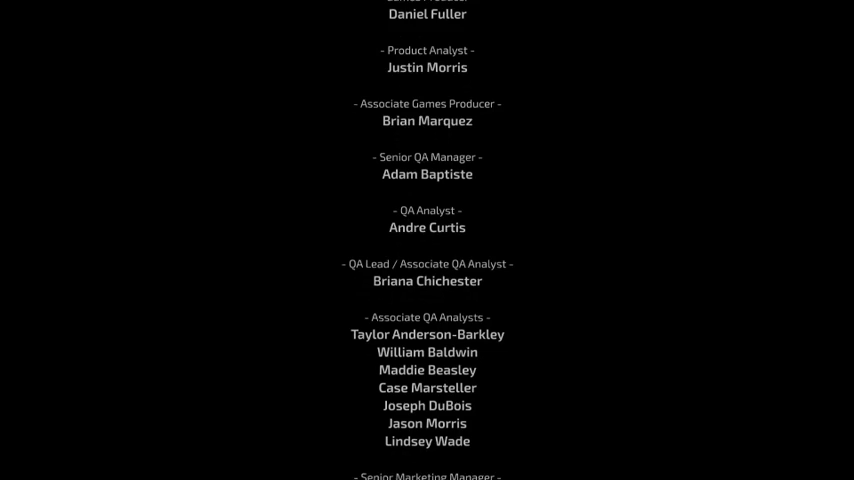 Daniel Fuller
- Product Analyst -
Justin Morris
- Associate Games Producer -
Brian Marquez
- Senior QA Manager -
Adam Baptiste
- QA Analyst -
Andre Curtis
- QA Lead / Associate QA Analyst -
Briana Chichester
- Associate QA Analysts -
Taylor Anderson-Barkley
William Baldwin
Maddie Beasley
Case Marsteller
Joseph DuBois
Jason Morris
Lindsey Wade
- Senior Marketing Manager -